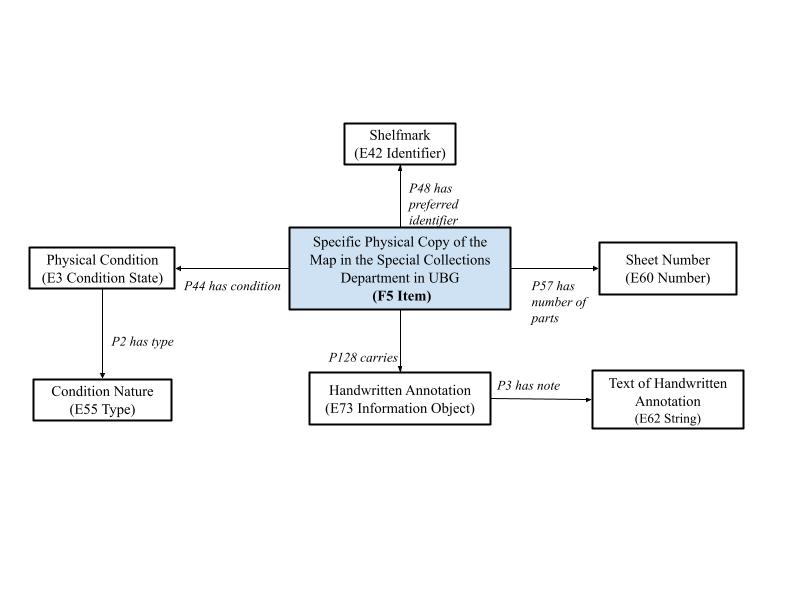 Shelfmark
(E42 Identifier)
P48 has
preferred
identifier
Specific Physical Copy of the
Map in the Special Collections
Department in UBG
(F5 Item)
Physical Condition
(E3 Condition State)
P44 has condition
Sheet Number
(E60 Number)
P57 has
number of
parts
P2 has type
P128 carries
Condition Nature
(E55 Type)
Handwritten Annotation
(E73 Information Object)
P3 has note
Text of Handwritten
Annotation
(E62 String)